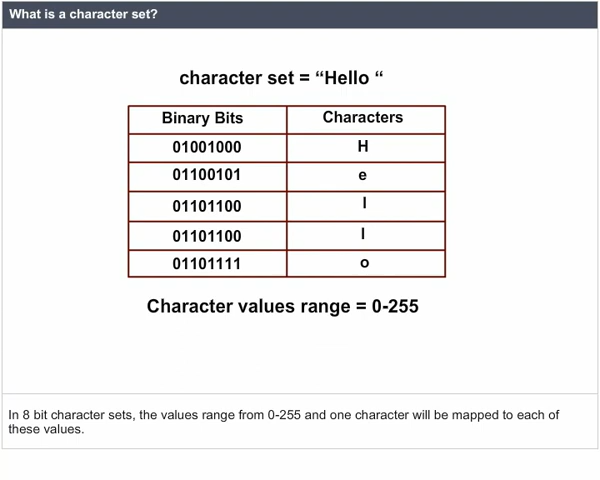 What is a character set?
character set = “Hello “
Binary Bits Characters
01001000 H
01100101 e
01101100 l
01101100 l
01101111 o
Character values range = 0-255
In 8 bit character sets, the values range from 0-255 and one character will be mapped to each of
these values.